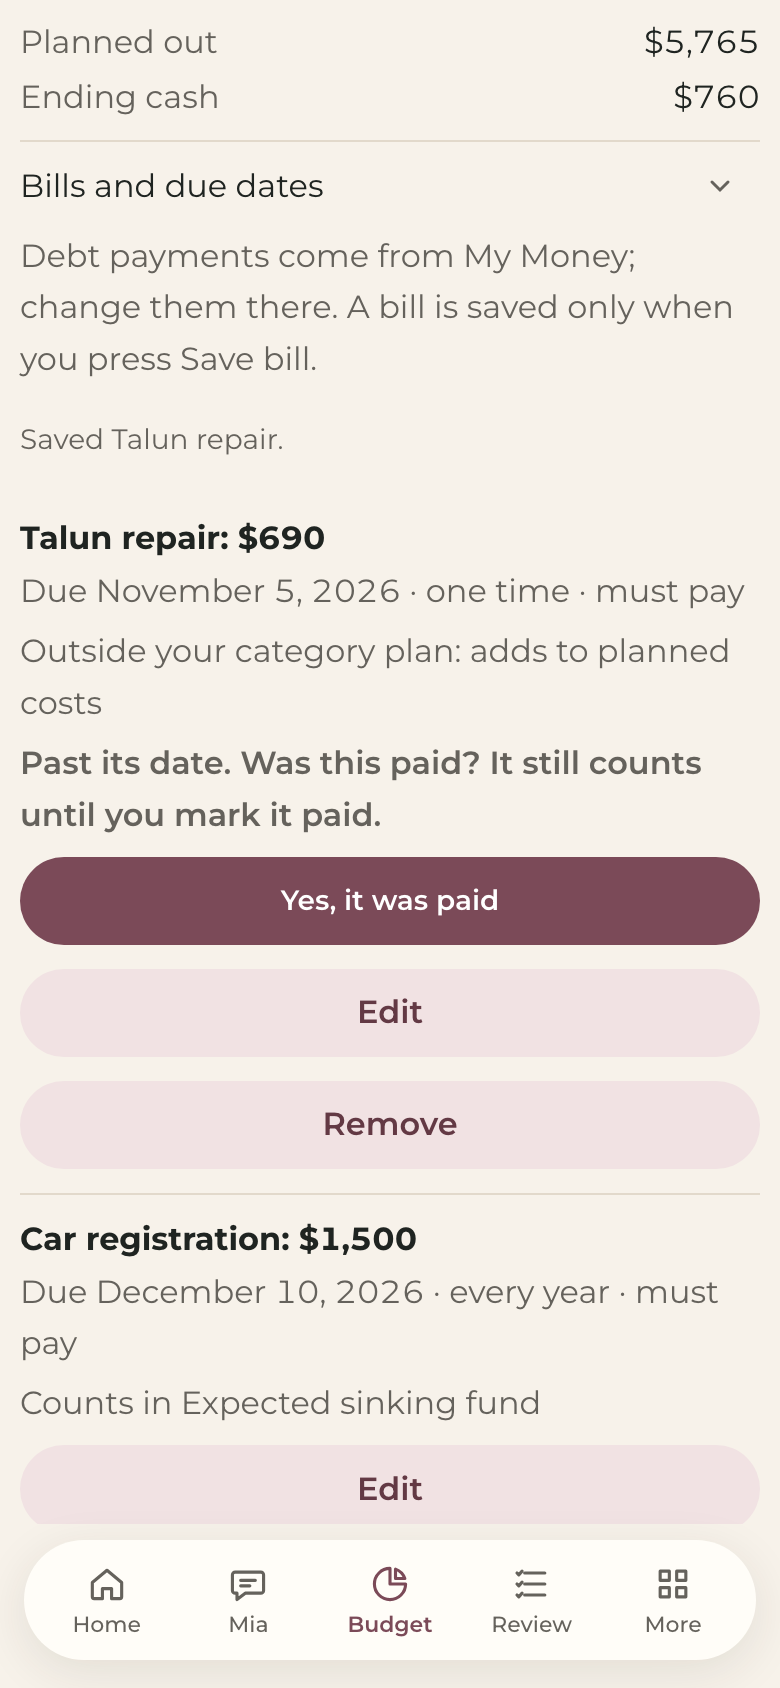 Planned out $5,765
Ending cash $760
Bills and due dates
Debt payments come from My Money;
change them there. A bill is saved only when
you press Save bill.
Saved Talun repair.
Talun repair: $690
Due November 5, 2026 · one time · must pay
Outside your category plan: adds to planned
costs
Past its date. Was this paid? It still counts
until you mark it paid.
Yes, it was paid
Edit
Remove
Car registration: $1,500
Due December 10, 2026 · every year · must
pay
Counts in Expected sinking fund
Edit
Home Mia Budget Review More